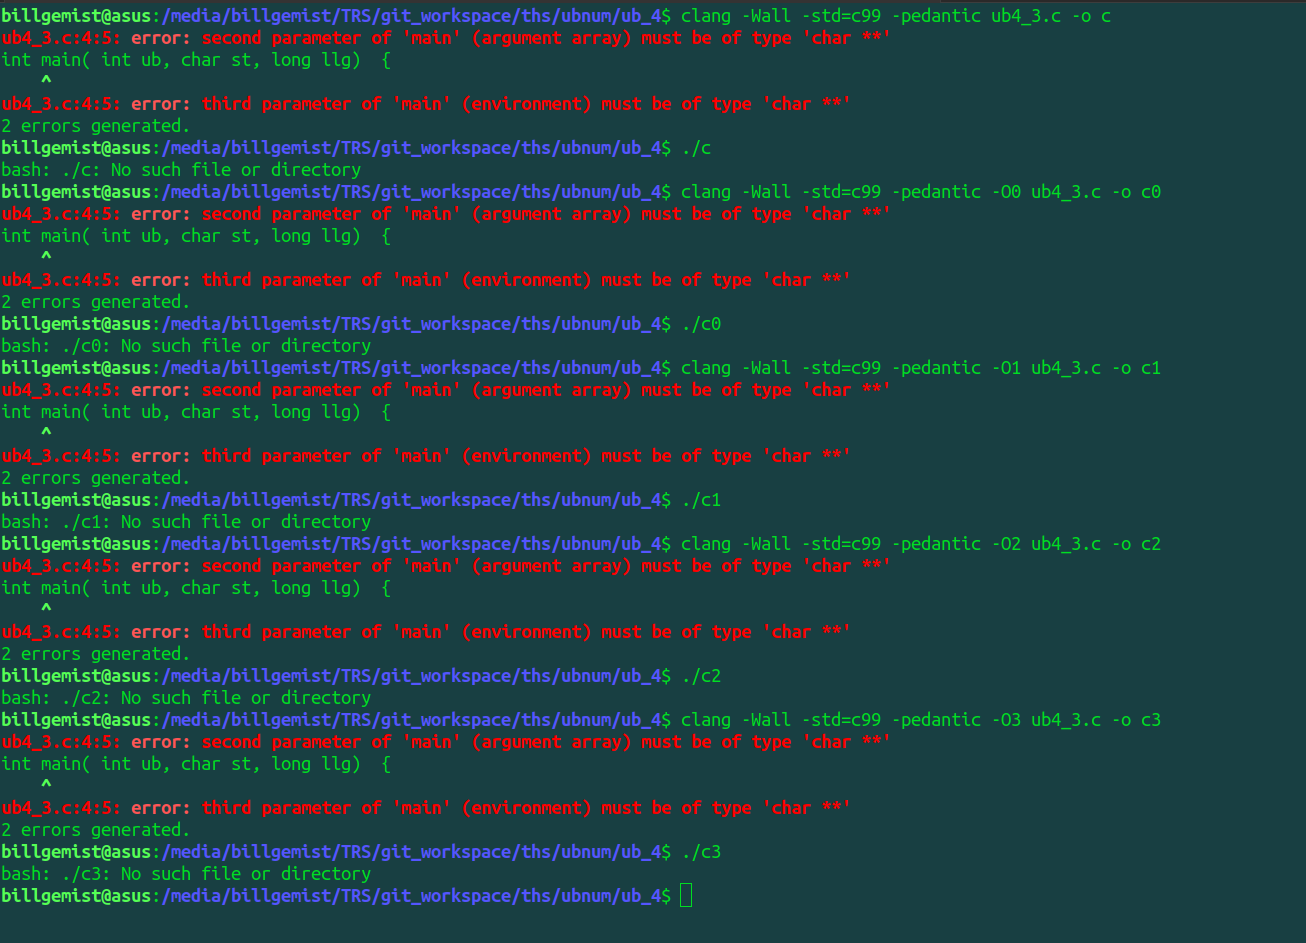 billgemist@asus:/media/billgemist/TRS/git_workspace/ths/ubnum/ub_4$ clang -Wall -std=c99 -pedantic ub4_3.c -o c
ub4_3.c:4:5: error: second parameter of 'main' (argument array) must be of type 'char **'
int main( int ub, char st, long llg)  {
    ^
ub4_3.c:4:5: error: third parameter of 'main' (environment) must be of type 'char **'
2 errors generated.
billgemist@asus:/media/billgemist/TRS/git_workspace/ths/ubnum/ub_4$ ./c
bash: ./c: No such file or directory
billgemist@asus:/media/billgemist/TRS/git_workspace/ths/ubnum/ub_4$ clang -Wall -std=c99 -pedantic -O0 ub4_3.c -o c0
ub4_3.c:4:5: error: second parameter of 'main' (argument array) must be of type 'char **'
int main( int ub, char st, long llg)  {
    ^
ub4_3.c:4:5: error: third parameter of 'main' (environment) must be of type 'char **'
2 errors generated.
billgemist@asus:/media/billgemist/TRS/git_workspace/ths/ubnum/ub_4$ ./c0
bash: ./c0: No such file or directory
billgemist@asus:/media/billgemist/TRS/git_workspace/ths/ubnum/ub_4$ clang -Wall -std=c99 -pedantic -O1 ub4_3.c -o c1
ub4_3.c:4:5: error: second parameter of 'main' (argument array) must be of type 'char **'
int main( int ub, char st, long llg)  {
    ^
ub4_3.c:4:5: error: third parameter of 'main' (environment) must be of type 'char **'
2 errors generated.
billgemist@asus:/media/billgemist/TRS/git_workspace/ths/ubnum/ub_4$ ./c1
bash: ./c1: No such file or directory
billgemist@asus:/media/billgemist/TRS/git_workspace/ths/ubnum/ub_4$ clang -Wall -std=c99 -pedantic -O2 ub4_3.c -o c2
ub4_3.c:4:5: error: second parameter of 'main' (argument array) must be of type 'char **'
int main( int ub, char st, long llg)  {
    ^
ub4_3.c:4:5: error: third parameter of 'main' (environment) must be of type 'char **'
2 errors generated.
billgemist@asus:/media/billgemist/TRS/git_workspace/ths/ubnum/ub_4$ ./c2
bash: ./c2: No such file or directory
billgemist@asus:/media/billgemist/TRS/git_workspace/ths/ubnum/ub_4$ clang -Wall -std=c99 -pedantic -O3 ub4_3.c -o c3
ub4_3.c:4:5: error: second parameter of 'main' (argument array) must be of type 'char **'
int main( int ub, char st, long llg)  {
    ^
ub4_3.c:4:5: error: third parameter of 'main' (environment) must be of type 'char **'
2 errors generated.
billgemist@asus:/media/billgemist/TRS/git_workspace/ths/ubnum/ub_4$ ./c3
bash: ./c3: No such file or directory
billgemist@asus:/media/billgemist/TRS/git_workspace/ths/ubnum/ub_4$